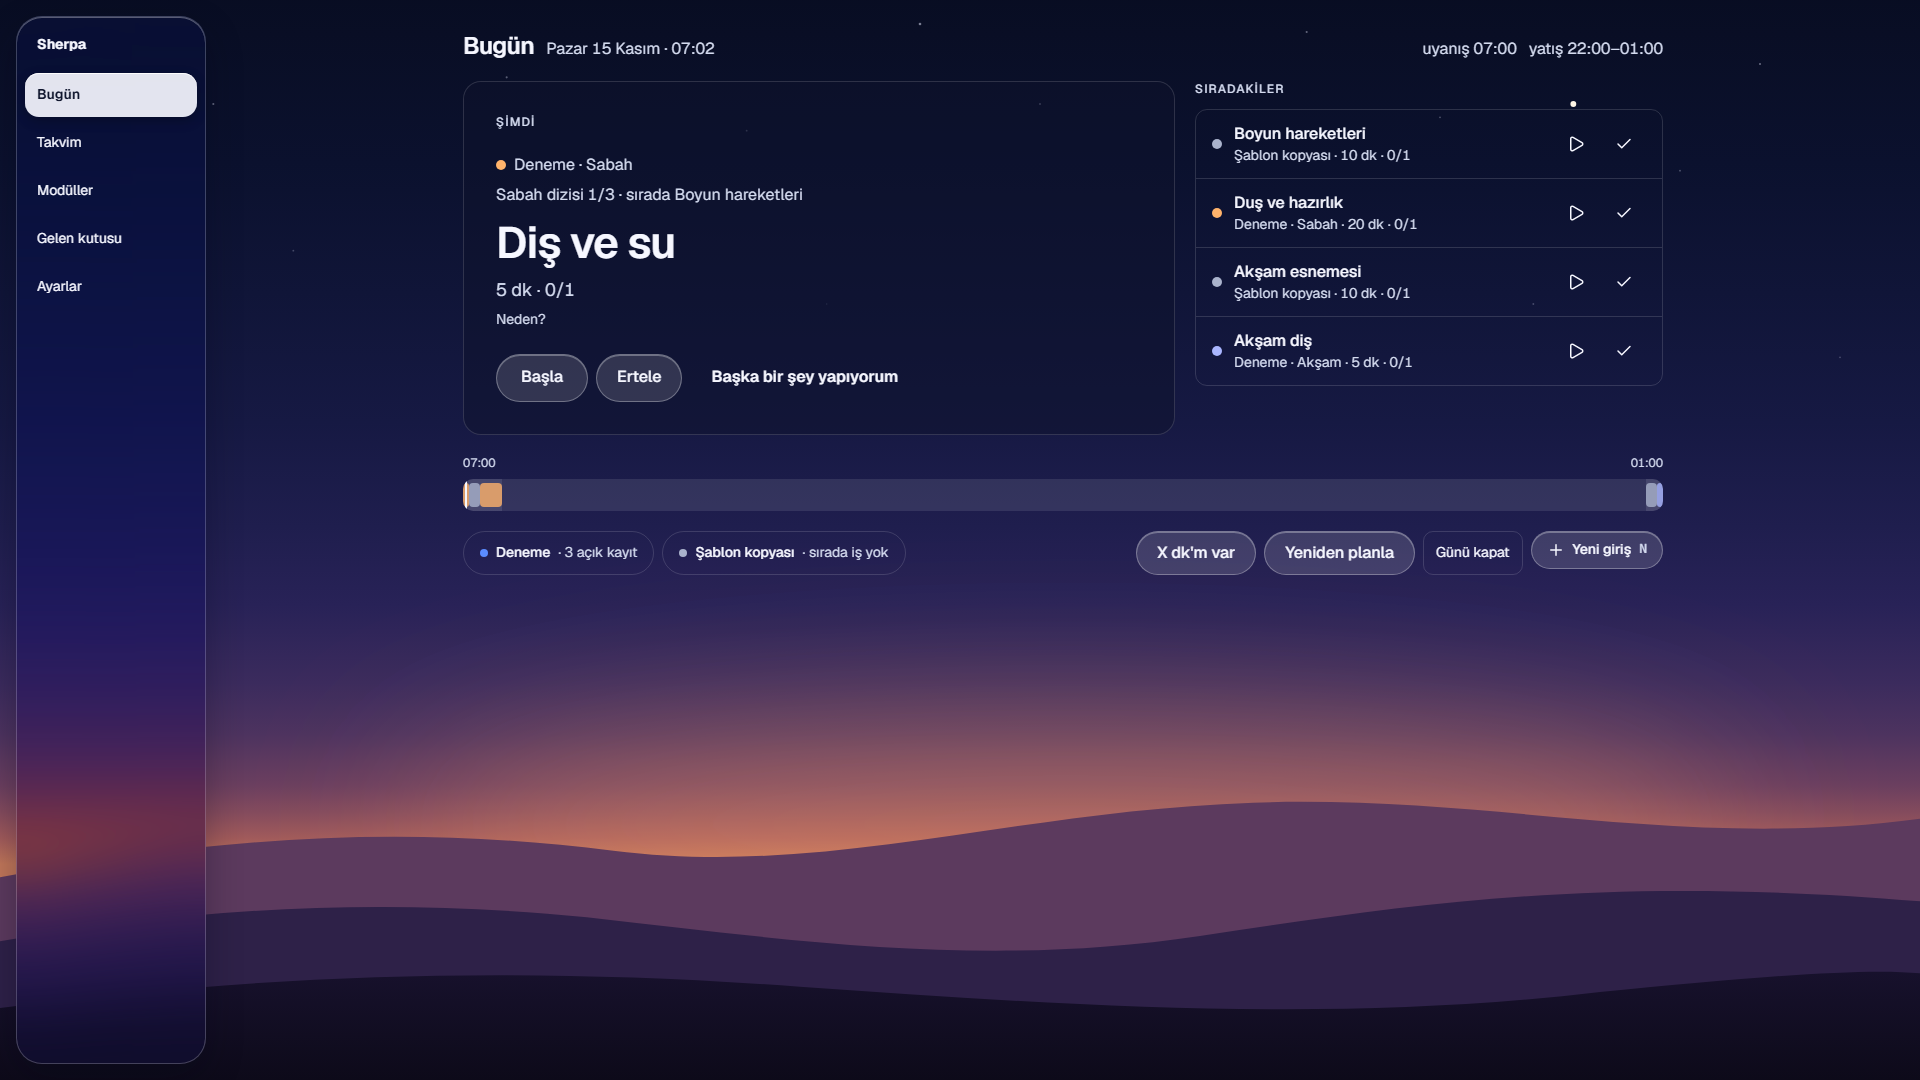 Sherpa
Bugün
Takvim
Modüller
Gelen kutusu
Ayarlar
Bugün Pazar 15 Kasım · 07:02
uyanış 07:00 yatış 22:00–01:00
ŞİMDİ
Deneme · Sabah
Sabah dizisi 1/3 · sırada Boyun hareketleri
Diş ve su
5 dk · 0/1
Neden?
Başla Ertele Başka bir şey yapıyorum
SIRADAKİLER
Boyun hareketleri
Şablon kopyası · 10 dk · 0/1
Duş ve hazırlık
Deneme · Sabah · 20 dk · 0/1
Akşam esnemesi
Şablon kopyası · 10 dk · 0/1
Akşam diş
Deneme · Akşam · 5 dk · 0/1
07:00 01:00
Deneme · 3 açık kayıt Şablon kopyası · sırada iş yok X dk'm var Yeniden planla Günü kapat + Yeni giriş N